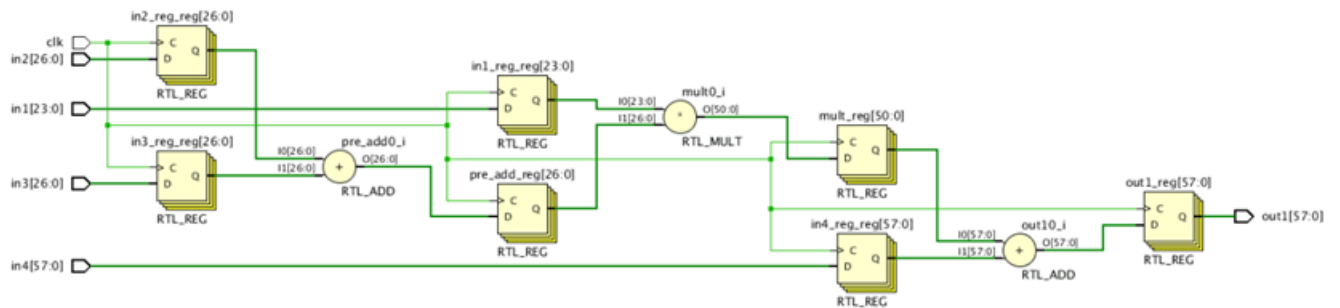 in2_reg_reg[26:0]
clk
C
Q
in2[26:0]
D
RTL_REG
in1_reg_reg[23:0]
in1[23:0]
C
Q
D
RTL_REG
mult0_i
I0[23:0]
O[50:0]
I1[26:0]
*
RTL_MULT
mult_reg[50:0]
C
Q
D
RTL_REG
in3_reg_reg[26:0]
C
Q
in3[26:0]
D
RTL_REG
pre_add0_i
I0[26:0]
O[26:0]
I1[26:0]
+
RTL_ADD
pre_add_reg[26:0]
C
Q
D
RTL_REG
out1_reg[57:0]
C
Q
D
RTL_REG
out1[57:0]
in4_reg_reg[57:0]
in4[57:0]
C
Q
D
RTL_REG
out10_i
I0[57:0]
O[57:0]
I1[57:0]
+
RTL_ADD